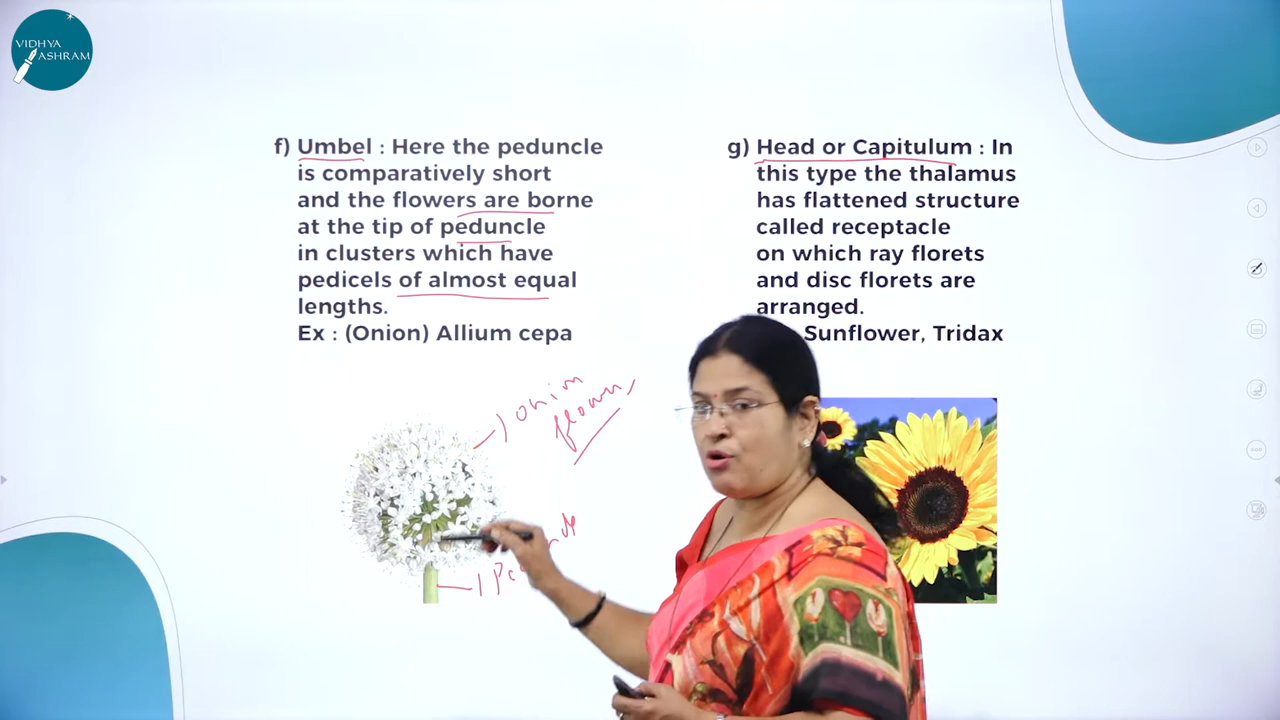 VIDHYA
ASHRAM
f) Umbel : Here the peduncle
is comparatively short
and the flowers are borne
at the tip of peduncle
in clusters which have
pedicels of almost equal
lengths.
Ex : (Onion) Allium cepa
g) Head or Capitulum : In
this type the thalamus
has flattened structure
called receptacle
on which ray florets
and disc florets are
arranged.
Sunflower, Tridax
onion